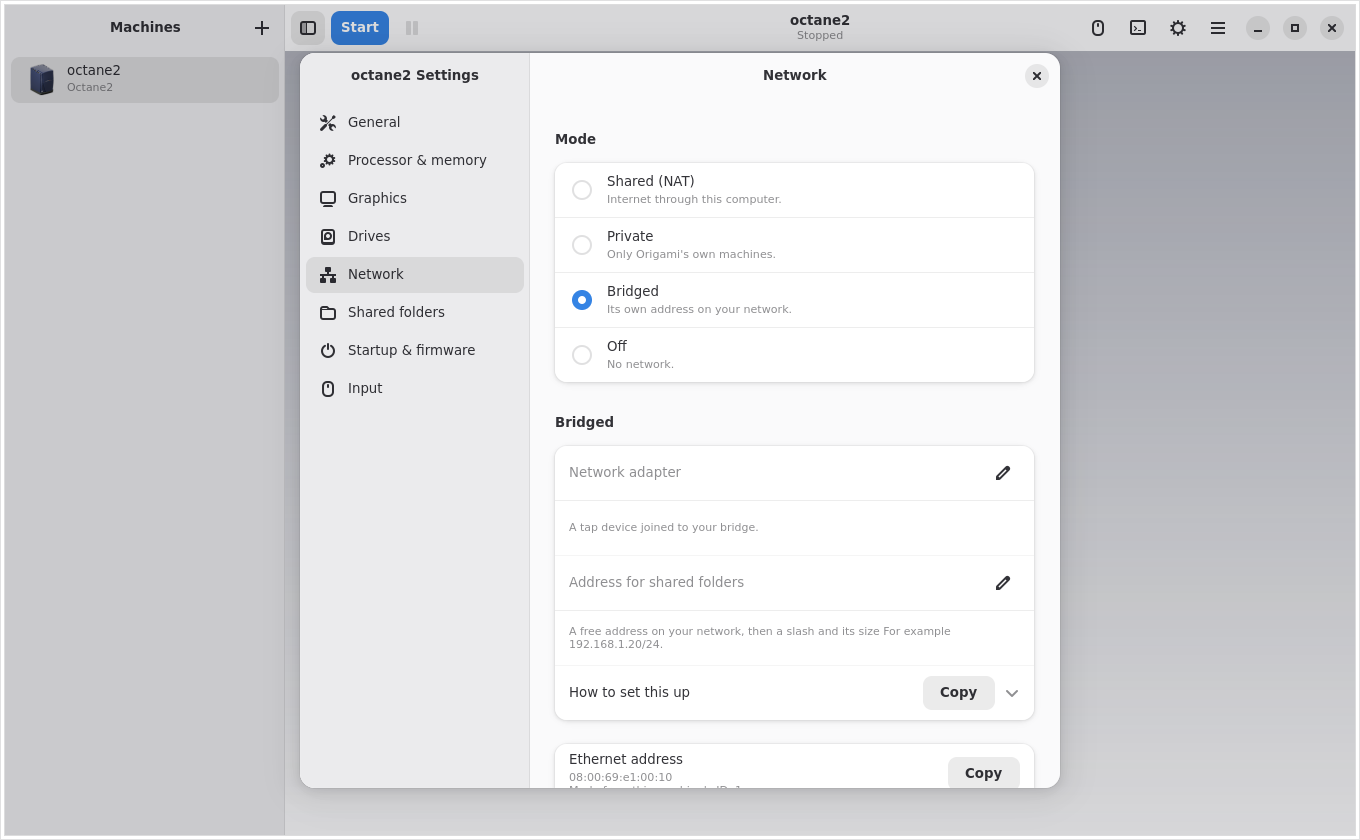 Machines
Start
octane2
Stopped
octane2
Octane2
octane2 Settings
General
Processor & memory
Graphics
Drives
Network
Shared folders
Startup & firmware
Input
Network
Mode
Shared (NAT)
Internet through this computer.
Private
Only Origami's own machines.
Bridged
Its own address on your network.
Off
No network.
Bridged
Network adapter
A tap device joined to your bridge.
Address for shared folders
A free address on your network, then a slash and its size For example
192.168.1.20/24.
How to set this up
Copy
Ethernet address
08:00:69:e1:00:10
Copy